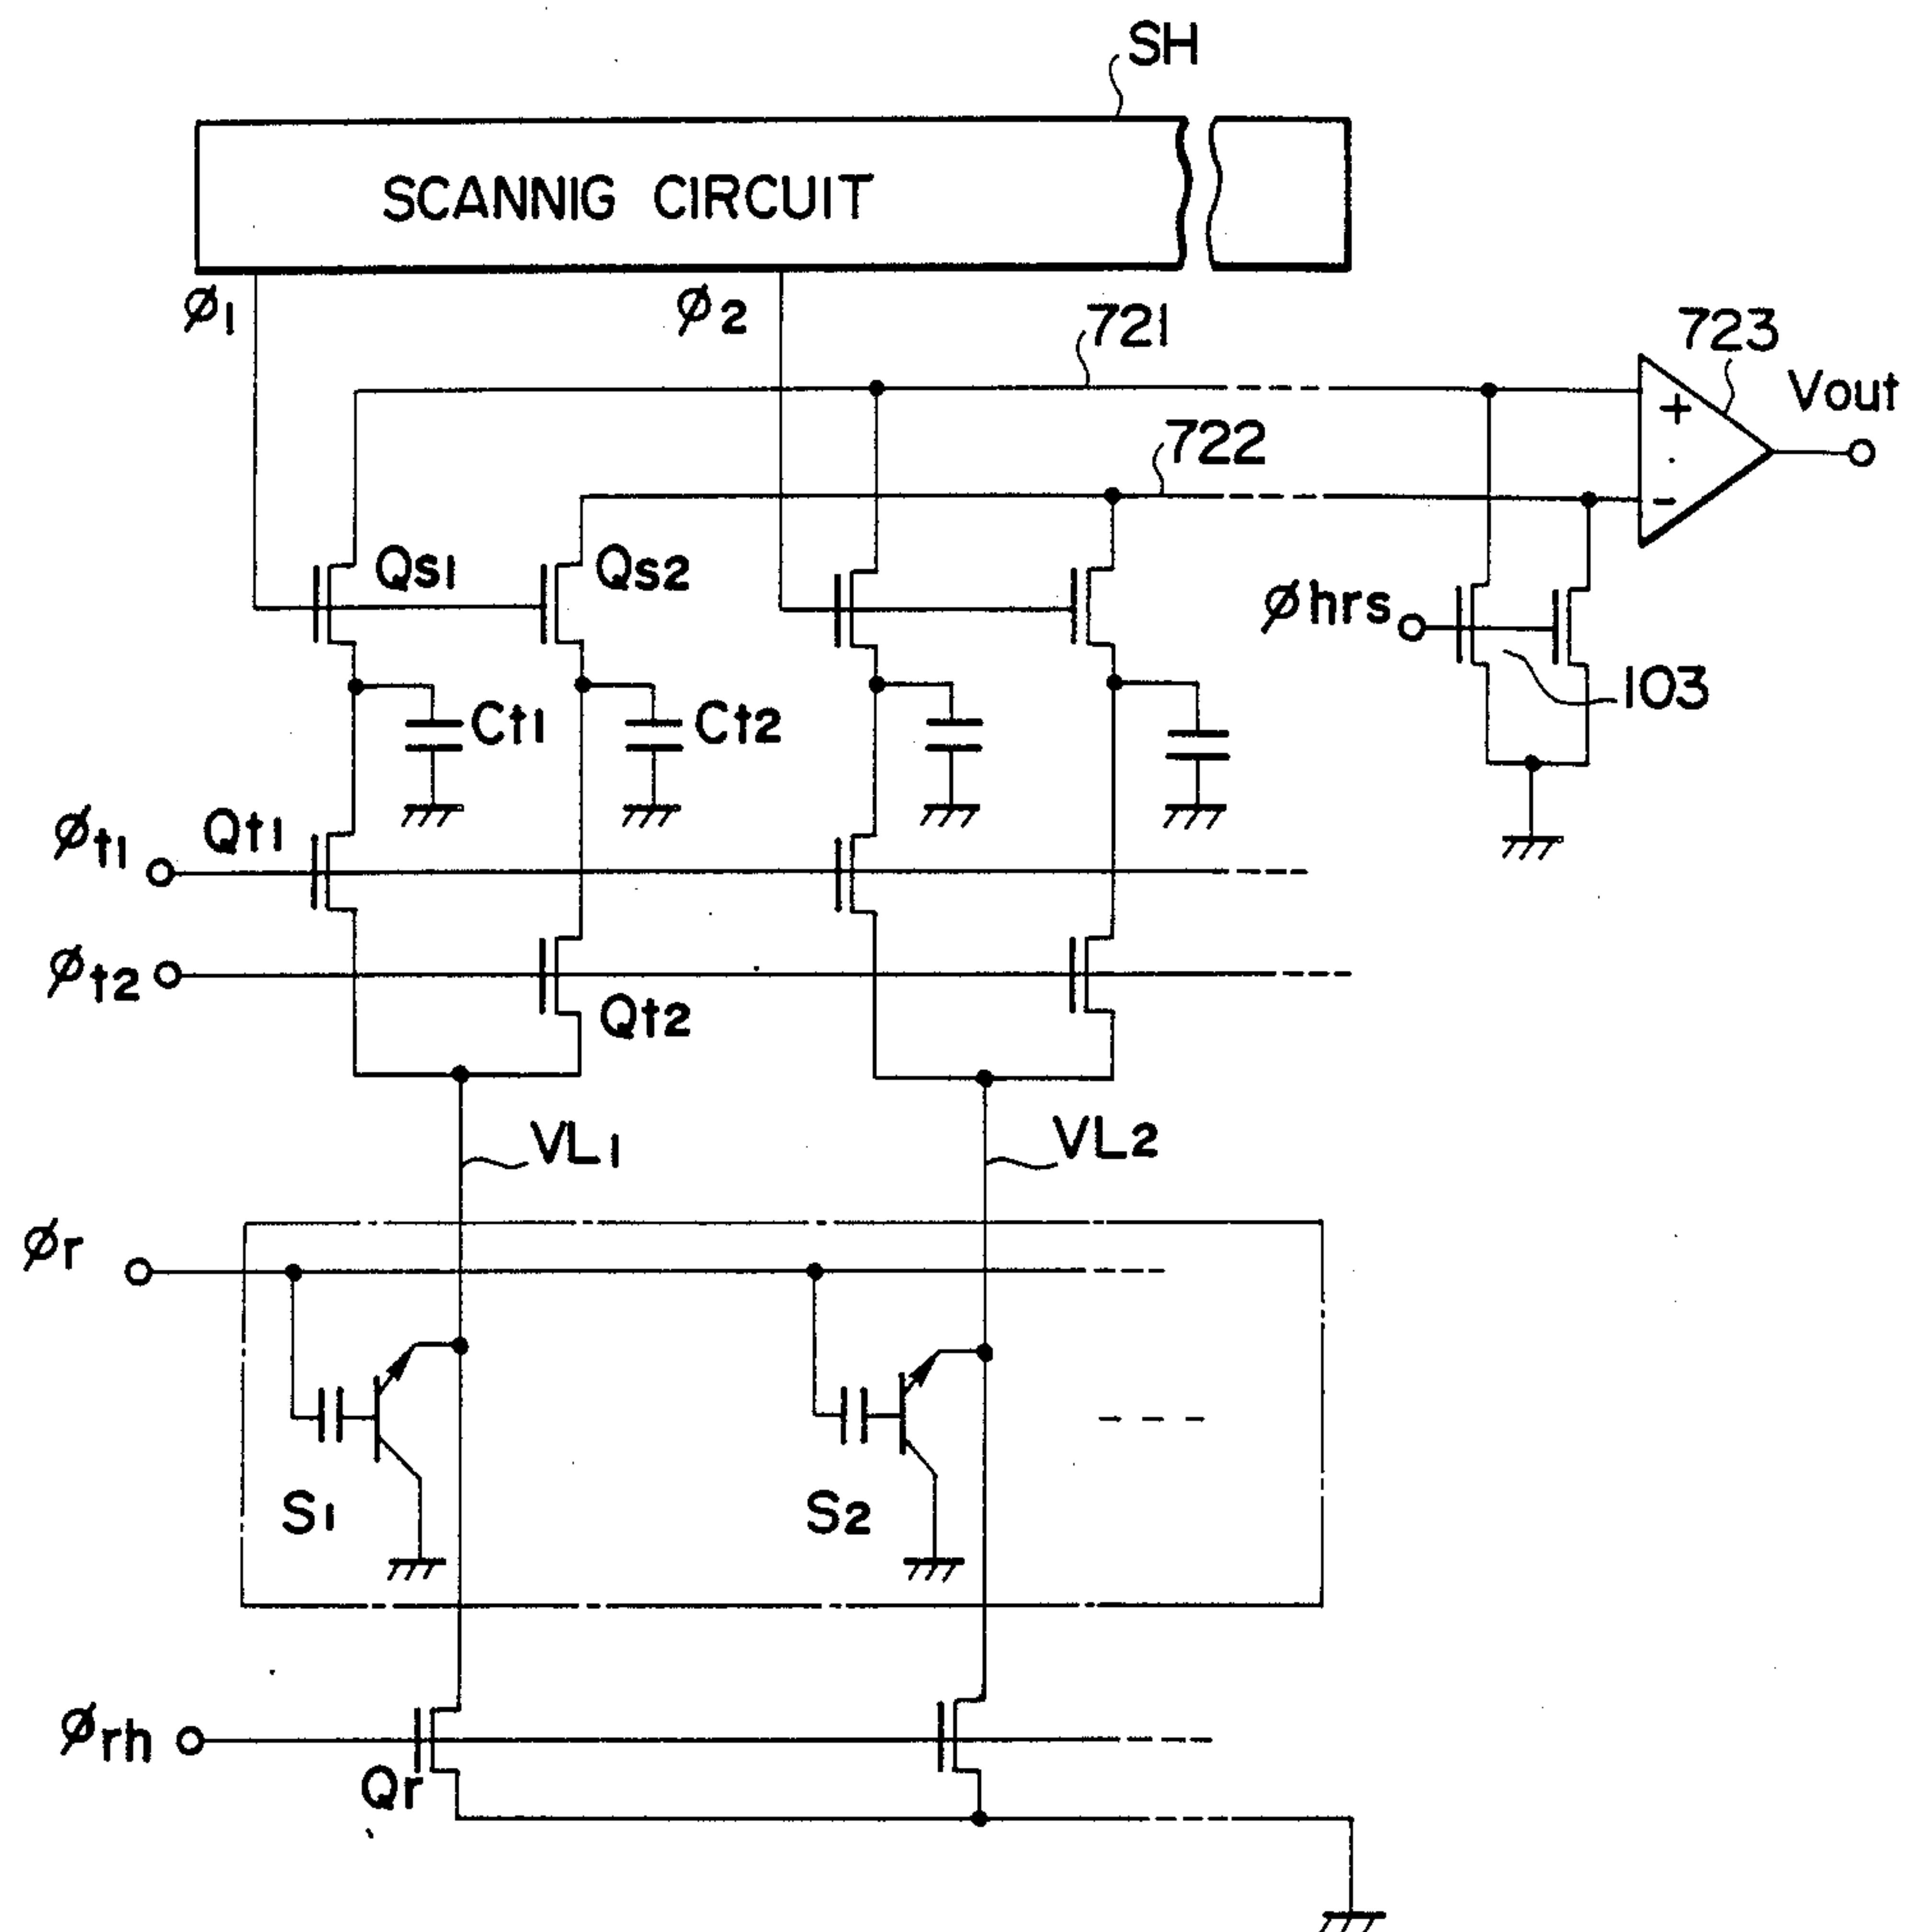 SH
SCANNIG CIRCUIT
ø1
ø2
721
723
Vout
722
+
-
Qs1
Qs2
øhrs
103
Ct1
Ct2
øt1
Qt1
øt2
Qt2
VL1
VL2
ør
S1
S2
ørh
Qr